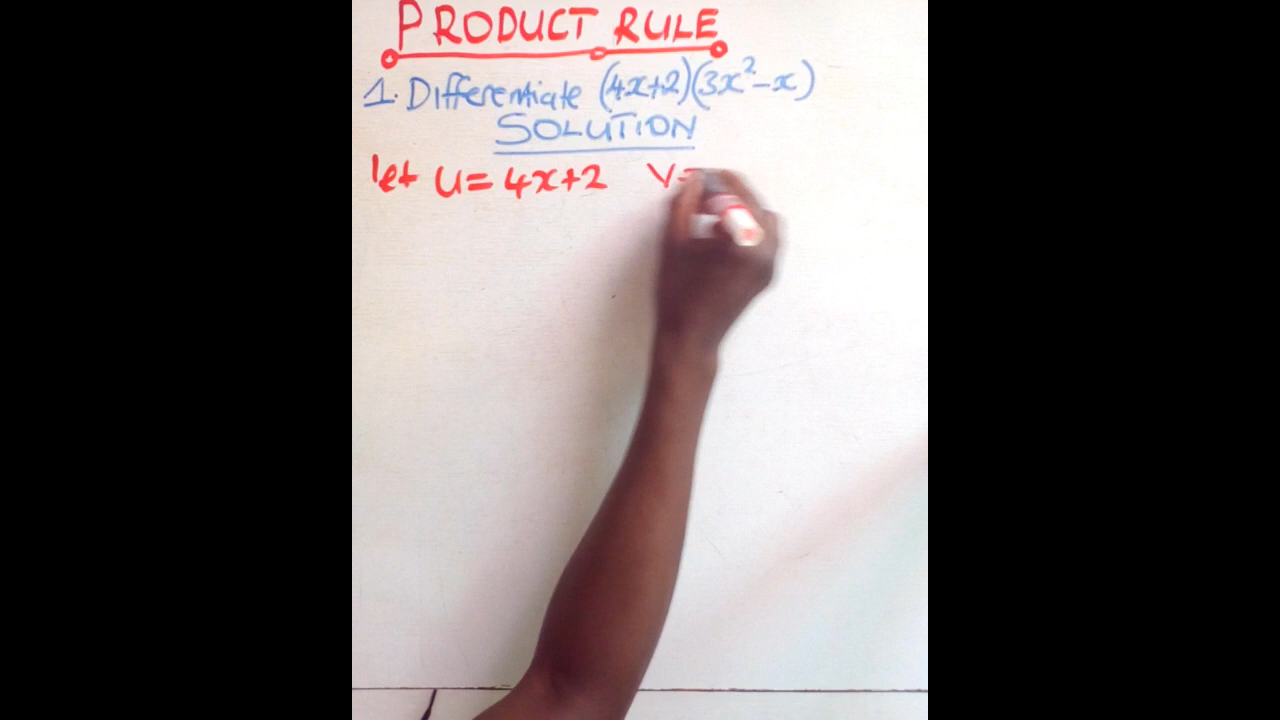 PRODUCT RULE
1. Differentiate (4x+2)(3x²-x)
SOLUTION
let u= 4x+2 v=